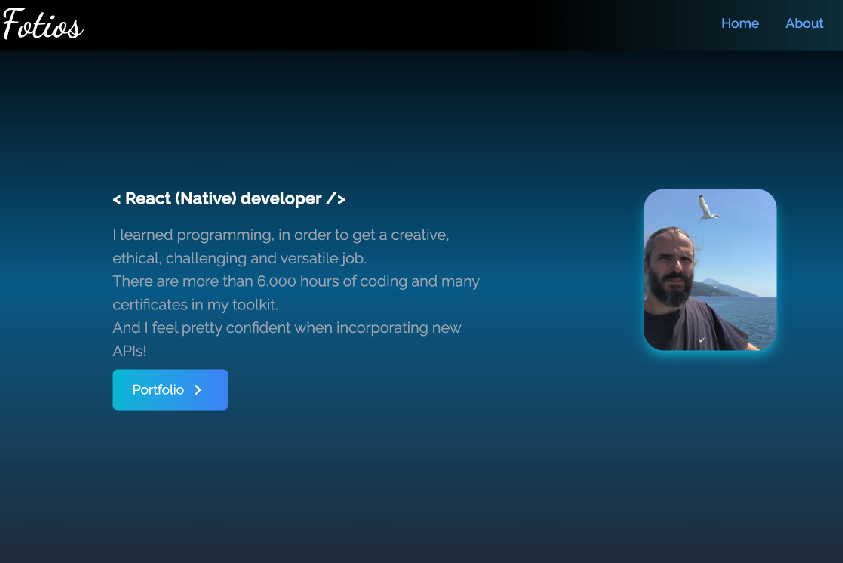 Fotios
Home
About
< React (Native) developer />
I learned programming, in order to get a creative,
ethical, challenging and versatile job.
There are more than 6.000 hours of coding and many
certificates in my toolkit.
And I feel pretty confident when incorporating new
APIs!
Portfolio